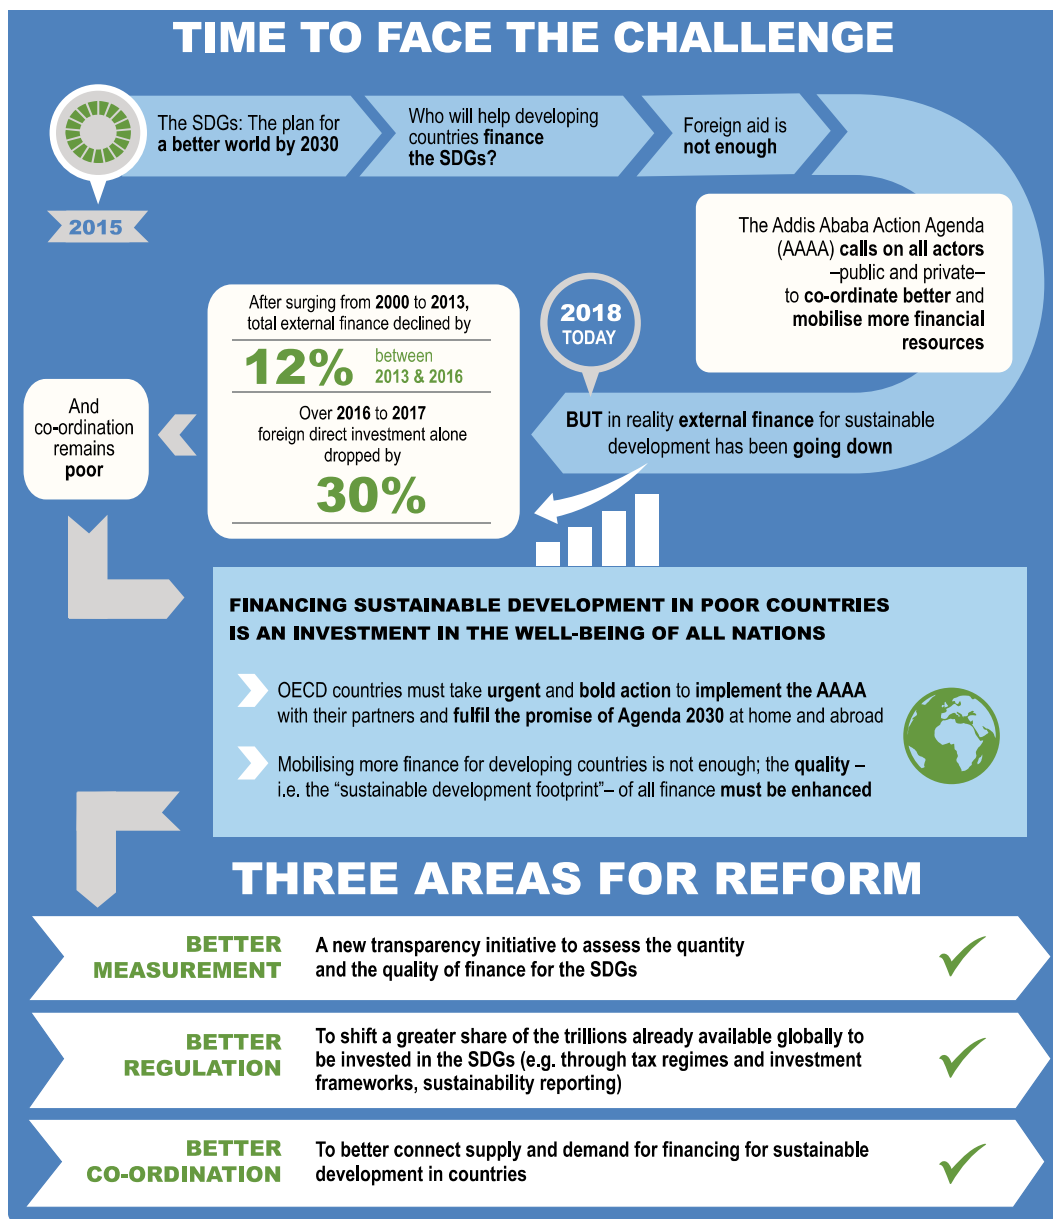 TIME TO FACE THE CHALLENGE
The SDGs: The plan for
a better world by 2030
Who will help developing
countries finance
the SDGs?
Foreign aid is
not enough
2015
The Addis Ababa Action Agenda
(AAAA) calls on all actors
–public and private–
to co-ordinate better and
mobilise more financial
resources
2018
TODAY
BUT in reality external finance for sustainable
development has been going down
After surging from 2000 to 2013,
total external finance declined by
12% between
2013 & 2016
Over 2016 to 2017
foreign direct investment alone
dropped by
30%
And
co-ordination
remains
poor
FINANCING SUSTAINABLE DEVELOPMENT IN POOR COUNTRIES
IS AN INVESTMENT IN THE WELL-BEING OF ALL NATIONS
OECD countries must take urgent and bold action to implement the AAAA
with their partners and fulfil the promise of Agenda 2030 at home and abroad
Mobilising more finance for developing countries is not enough; the quality –
i.e. the “sustainable development footprint”– of all finance must be enhanced
THREE AREAS FOR REFORM
BETTER
MEASUREMENT
A new transparency initiative to assess the quantity
and the quality of finance for the SDGs
BETTER
REGULATION
To shift a greater share of the trillions already available globally to
be invested in the SDGs (e.g. through tax regimes and investment
frameworks, sustainability reporting)
BETTER
CO-ORDINATION
To better connect supply and demand for financing for sustainable
development in countries